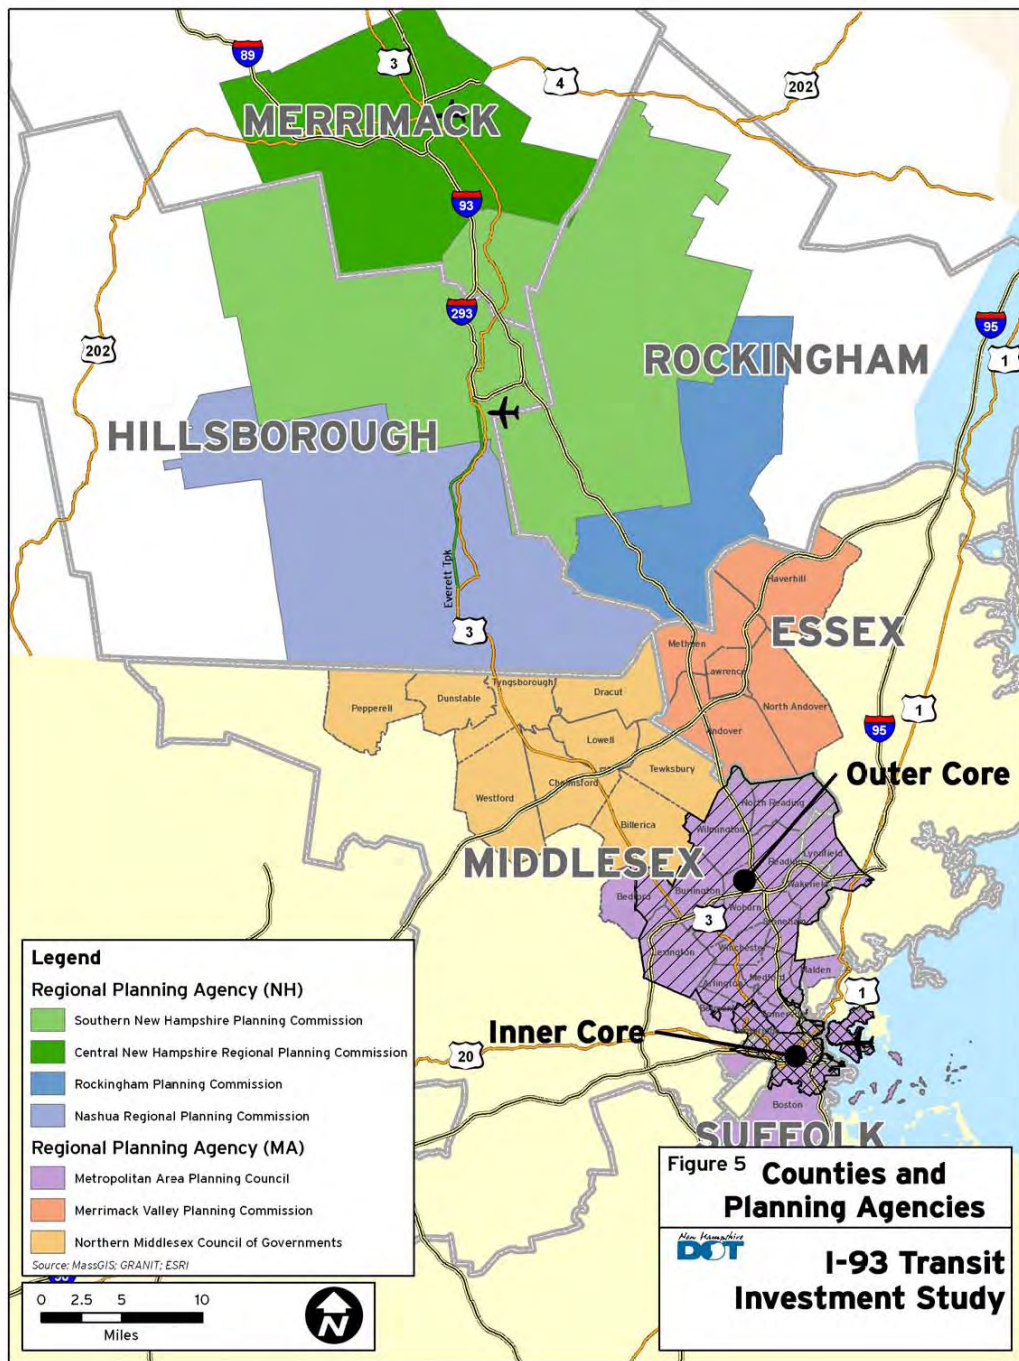 89
3
4
202
MERRIMACK
93
293
202
95
1
ROCKINGHAM
HILLSBOROUGH
Everett Tpk
3
Haverhill
ESSEX
Methuen
Lawrence
Tyngsborough
Dracut
Dunstable
Pepperell
North Andover
Andover
Lowell
Tewksbury
Chelmsford
Westford
Billerica
1
95
Outer Core
North Reading
Wilmington
Lynnfield
Reading
MIDDLESEX
Wakefield
Burlington
Bedford
Woburn
Stoneham
3
Winchester
Lexington
Malden
Medford
Arlington
1
Inner Core
20
Boston
SUFFOLK
Legend
Regional Planning Agency (NH)
Southern New Hampshire Planning Commission
Central New Hampshire Regional Planning Commission
Rockingham Planning Commission
Nashua Regional Planning Commission
Regional Planning Agency (MA)
Metropolitan Area Planning Council
Merrimack Valley Planning Commission
Northern Middlesex Council of Governments
Source: MassGIS; GRANIT; ESRI
0 2.5 5 10
Miles
N
Figure 5
Counties and
Planning Agencies
New Hampshire
DOT
I-93 Transit
Investment Study